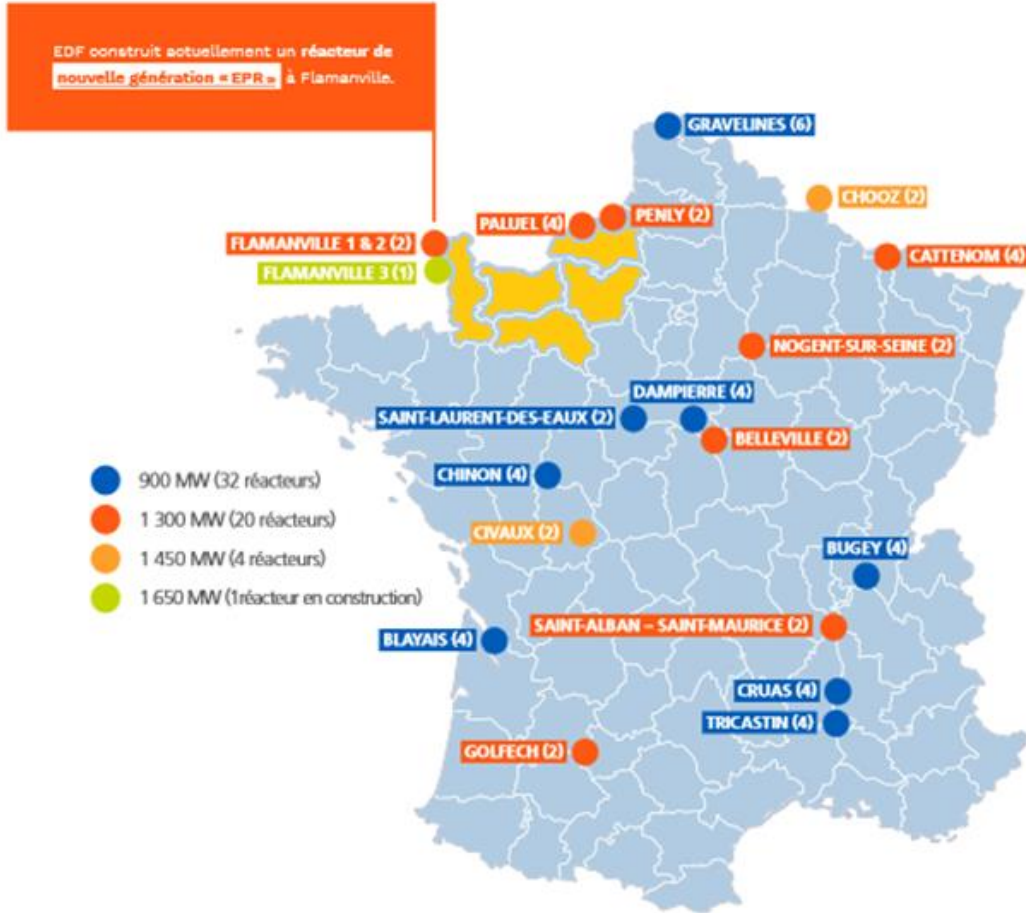 EDF construit actuellement un réacteur de
nouvelle génération « EPR » à Flamanville.
GRAVELINES (6)
CHOOZ (2)
PENLY (2)
PALUEL (4)
FLAMANVILLE 1 & 2 (2)
CATTENOM (4)
FLAMANVILLE 3 (1)
NOGENT-SUR-SEINE (2)
DAMPIERRE (4)
SAINT-LAURENT-DES-EAUX (2)
BELLEVILLE (2)
CHINON (4)
900 MW (32 réacteurs)
1 300 MW (20 réacteurs)
1 450 MW (4 réacteurs)
1 650 MW (1réacteur en construction)
CIVAUX (2)
BUGEY (4)
SAINT-ALBAN – SAINT-MAURICE (2)
BLAYAIS (4)
CRUAS (4)
TRICASTIN (4)
GOLFECH (2)